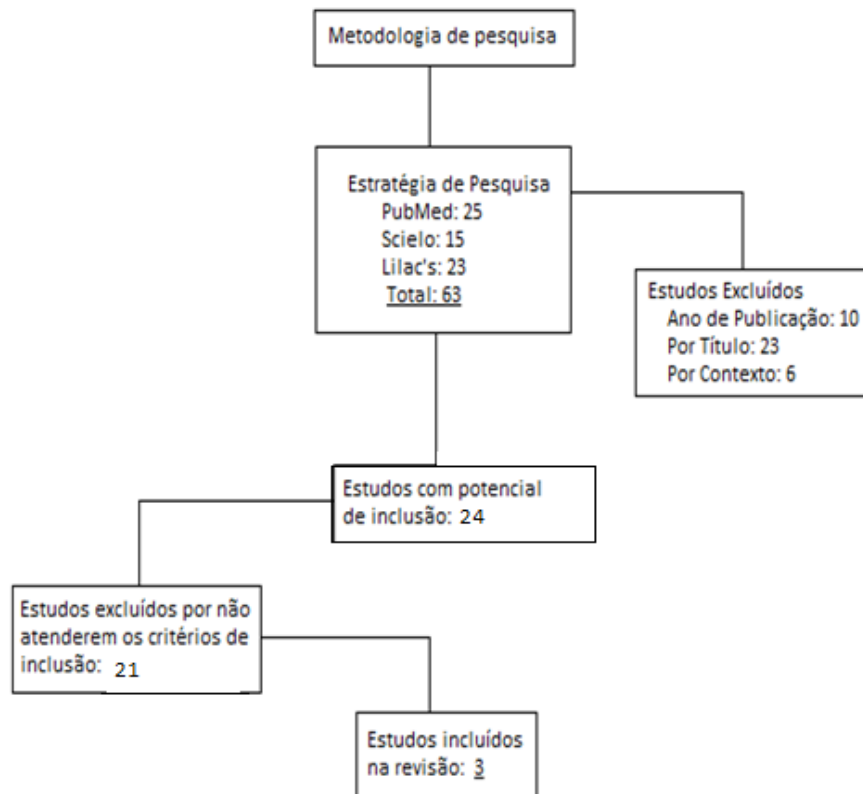 Metodologia de pesquisa
Estratégia de Pesquisa
PubMed: 25
Scielo: 15
Lilac's: 23
Total: 63
Estudos Excluídos
Ano de Publicação: 10
Por Título: 23
Por Contexto: 6
Estudos com potencial
de inclusão: 24
Estudos excluídos por não
atenderem os critérios de
inclusão: 21
Estudos incluídos
na revisão: 3